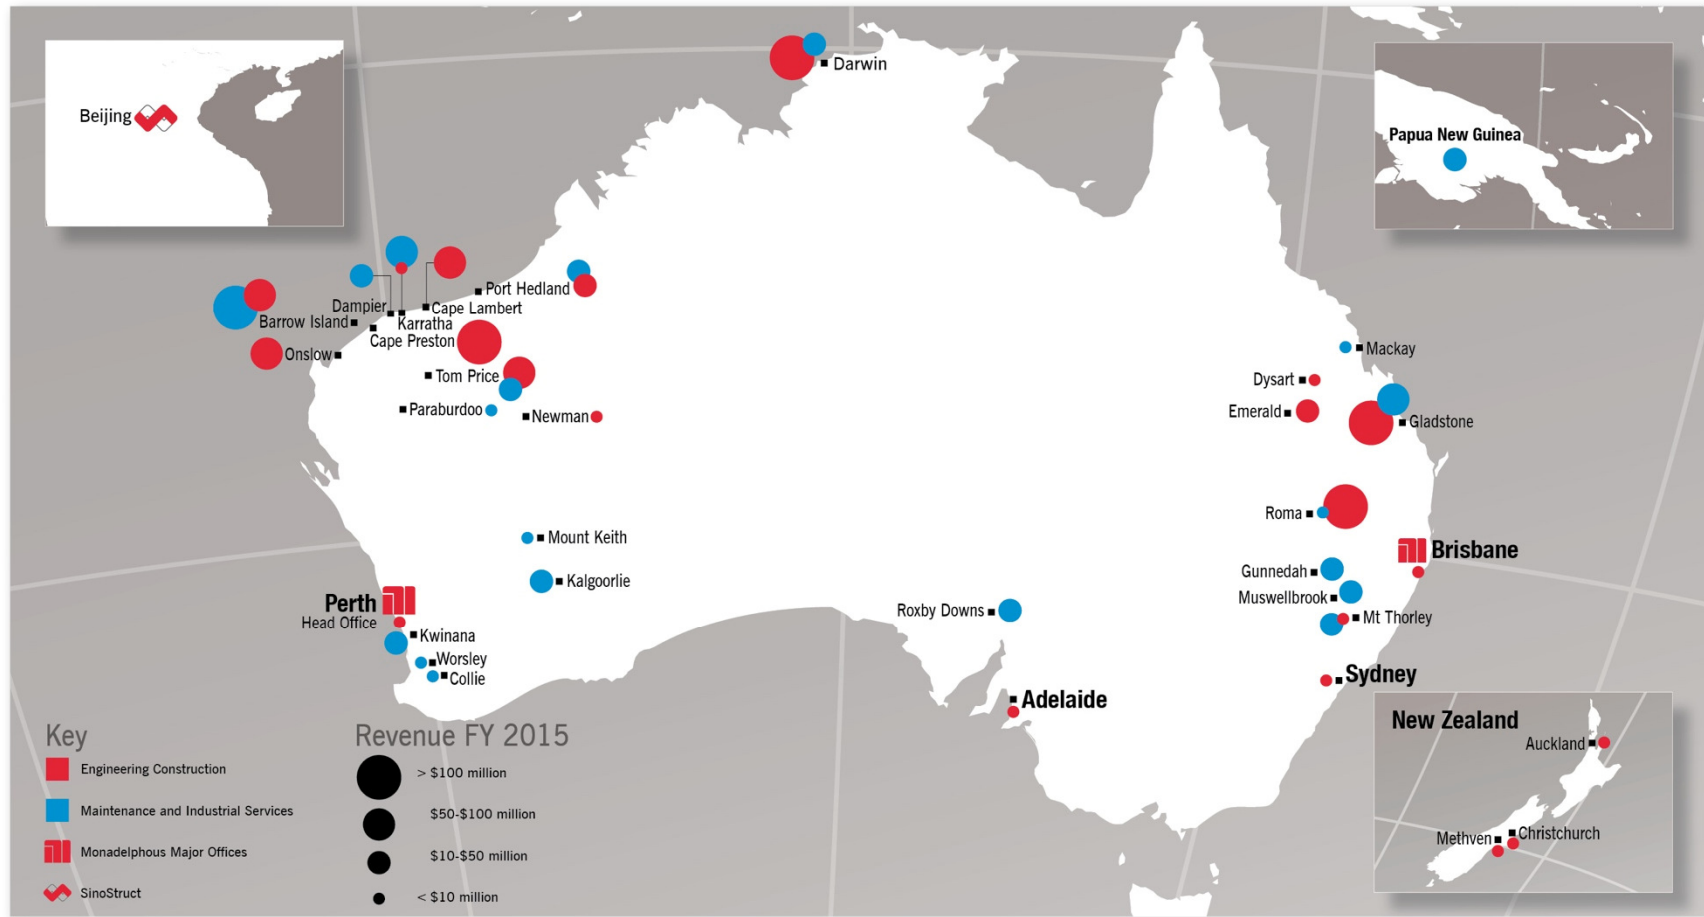 Beijing
Darwin
Papua New Guinea
Port Hedland
Dampier
Cape Lambert
Barrow Island
Karratha
Cape Preston
Onslow
Tom Price
Paraburdoo
Newman
Mackay
Dysart
Emerald
Gladstone
Roma
Mount Keith
Brisbane
Gunnedah
Kalgoorlie
Muswellbrook
Perth
Head Office
Roxby Downs
Mt Thorley
Kwinana
Worsley
Collie
Sydney
Adelaide
New Zealand
Auckland
Christchurch
Methven
Key
Engineering Construction
Maintenance and Industrial Services
Monadelphous Major Offices
SinoStruct
Revenue FY 2015
> $100 million
$50-$100 million
$10-$50 million
< $10 million